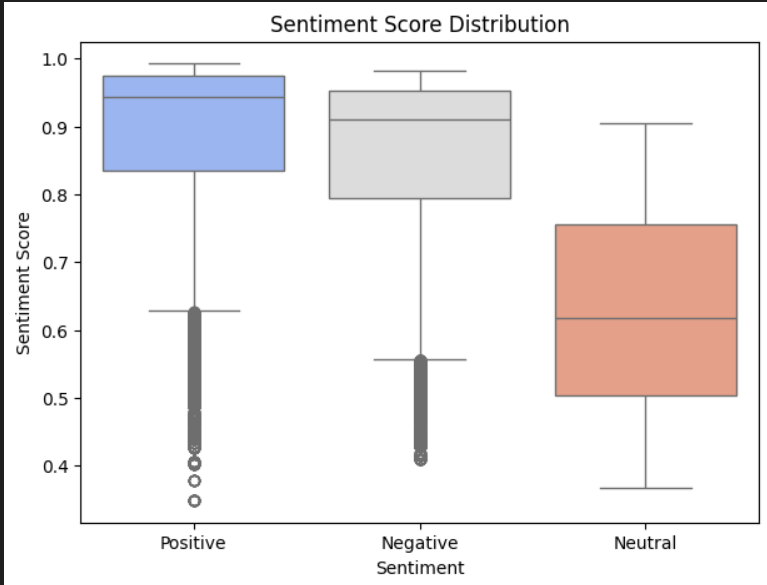 Sentiment Score Distribution
1.0
0.9
0.8
0.7
0.6
0.5
0.4
Sentiment Score
Positive Negative Neutral
Sentiment